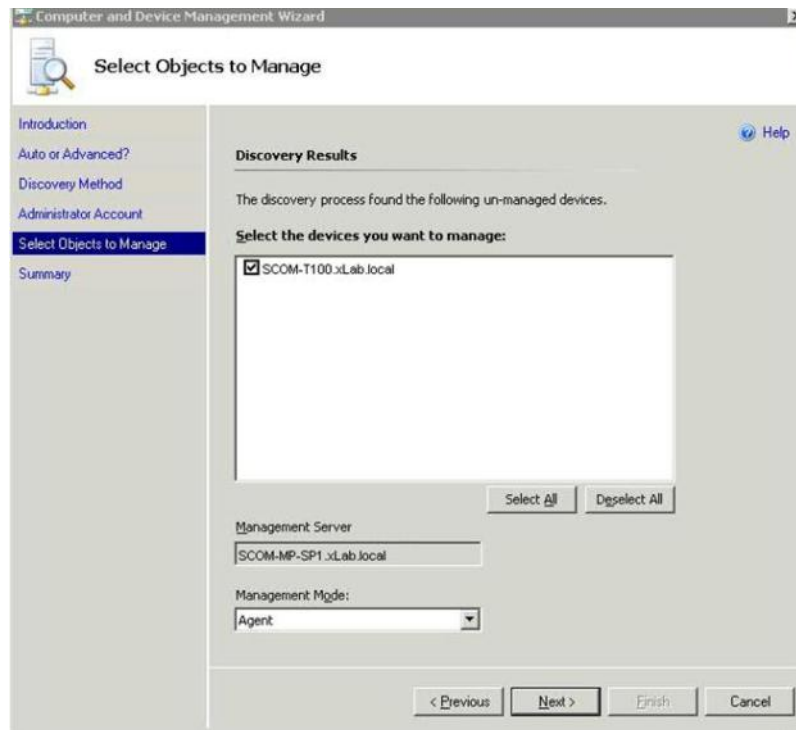 Computer and Device Management Wizard
Select Objects to Manage
Introduction
Auto or Advanced?
Discovery Method
Administrator Account
Select Objects to Manage
Summary
Help
Discovery Results
The discovery process found the following un-managed devices.
Select the devices you want to manage:
SCOM-T100.xLab.local
Select All
Deselect All
Management Server
SCOM-MP-SP1.xLab.local
Management Mode:
Agent
< Previous
Next >
Finish
Cancel